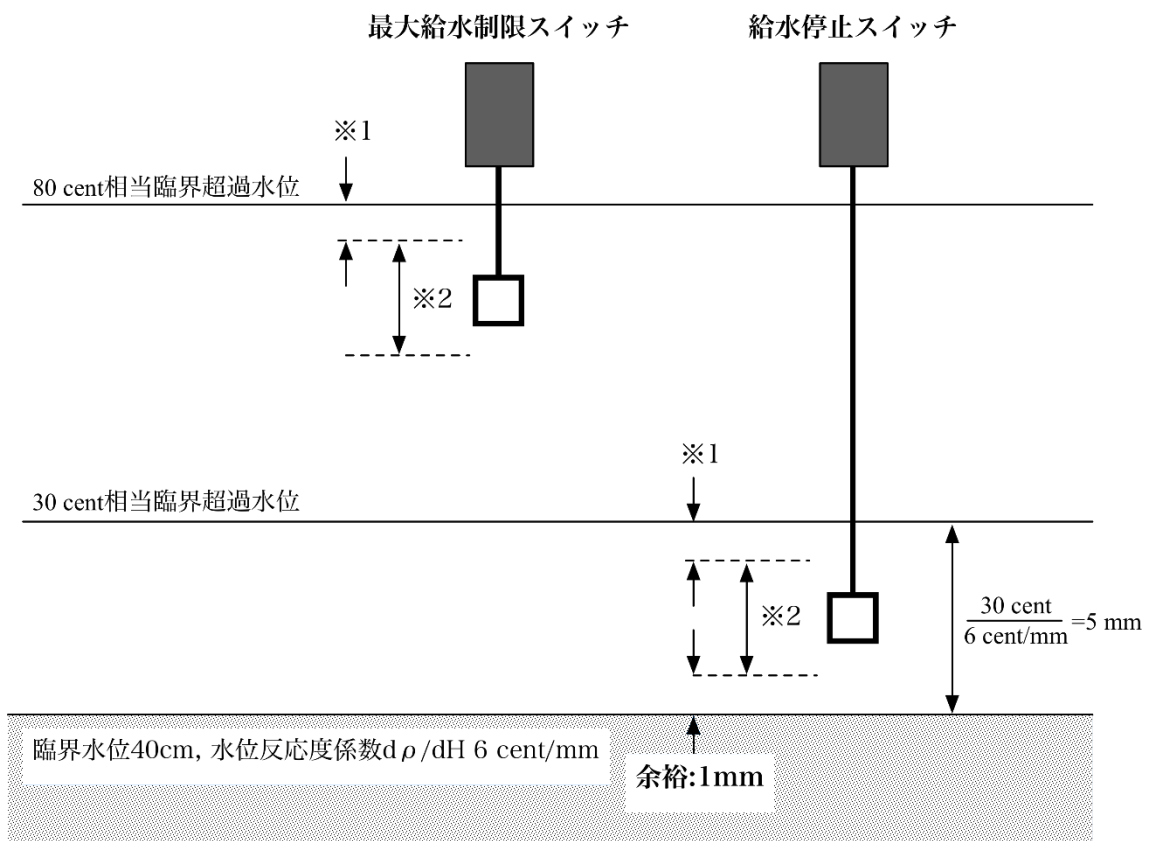 最大給水制限スイッチ
給水停止スイッチ
※1
80 cent相当臨界超過水位
※2
※1
30 cent相当臨界超過水位
※2
30 cent
6 cent/mm
=5 mm
臨界水位40cm, 水位反応度係数dρ/dH 6 cent/mm
余裕:1mm